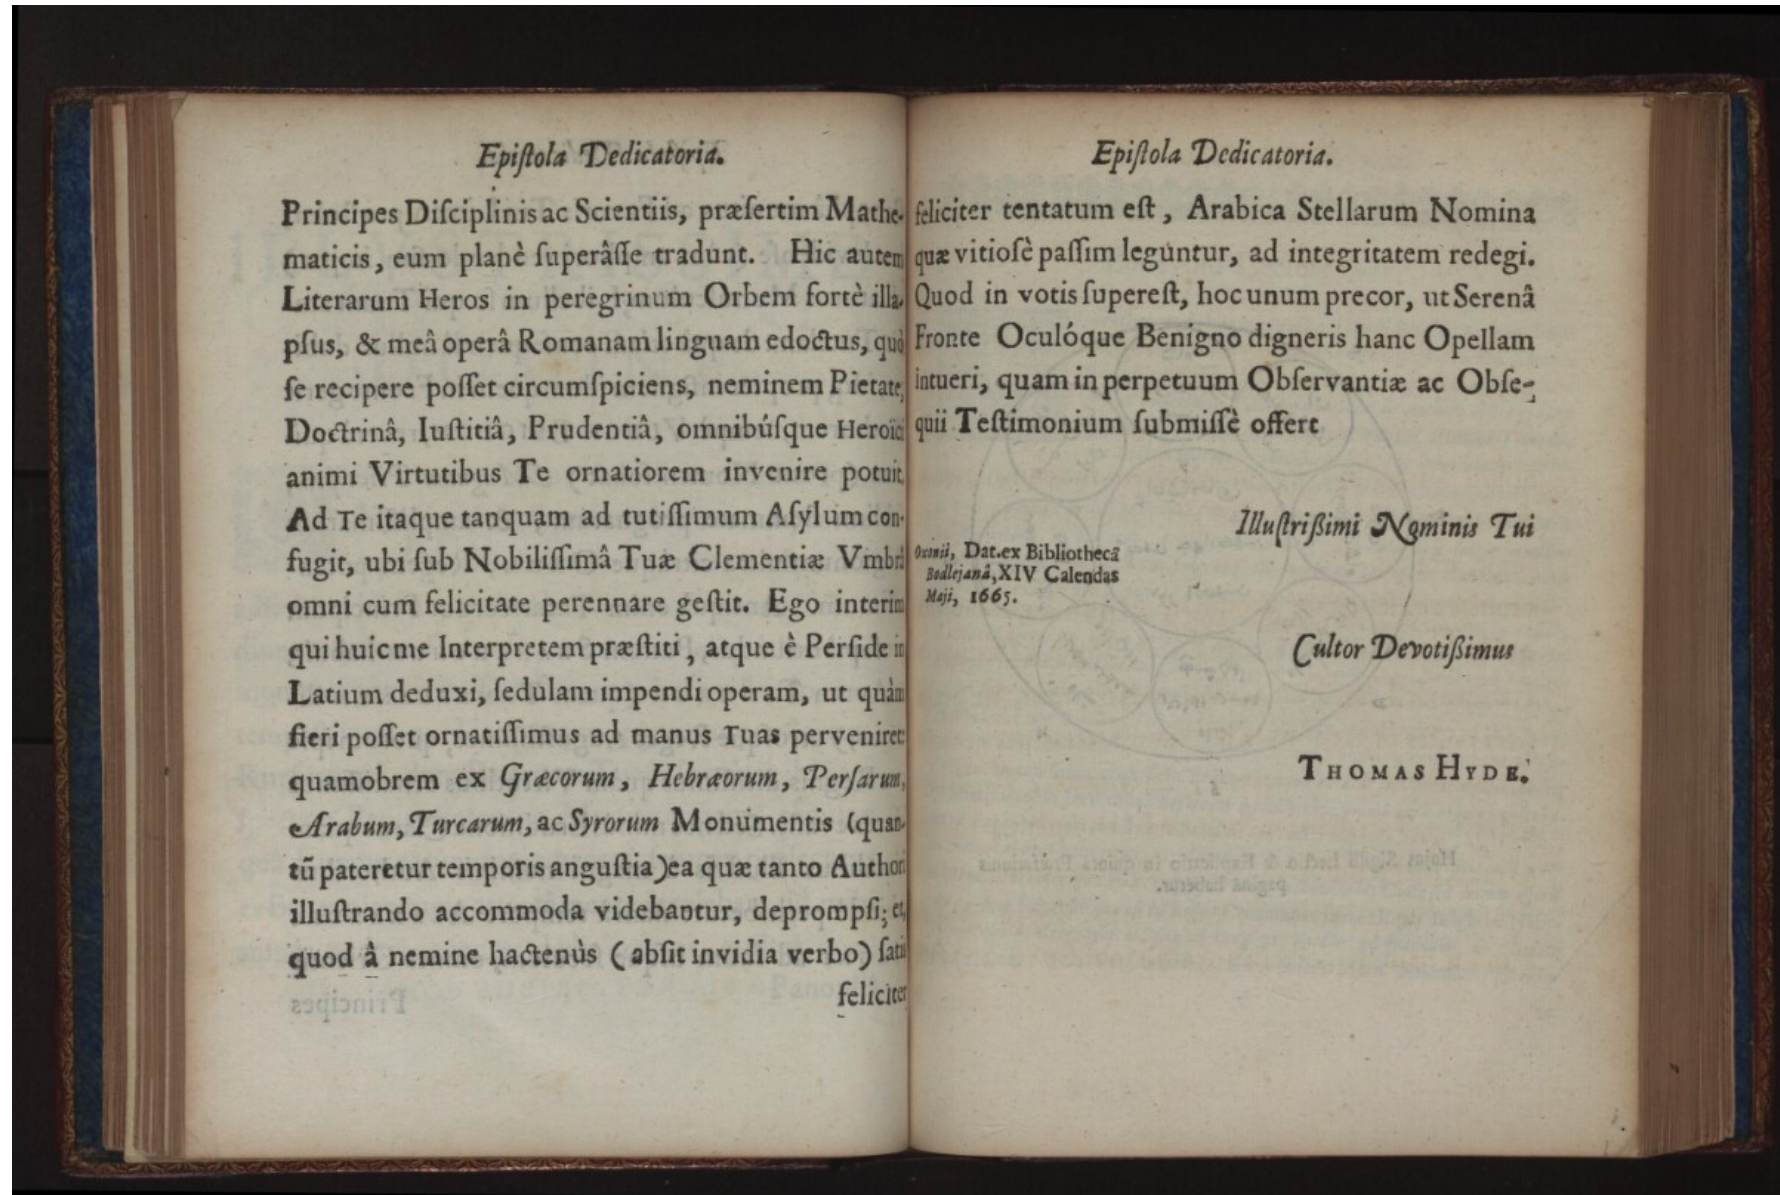 Epiſtola Dedicatoria.
Principes Diſciplinis ac Scientiis, præſertim Mathe-
maticis, eum planè ſuperâſſe tradunt. Hic autem
Literarum Heros in peregrinum Orbem fortè illa-
pſus, & meâ operâ Romanam linguam edoctus, quò
ſe recipere poſſet circumſpiciens, neminem Pietate,
Doctrinâ, Iuſtitiâ, Prudentiâ, omnibúſque Heroici
animi Virtutibus Te ornatiorem invenire potuit.
Ad Te itaque tanquam ad tutiſſimum Aſylum con-
fugit, ubi ſub Nobiliſſimâ Tuæ Clementiæ Vmbrâ
omni cum felicitate perennare geſtit. Ego interim
qui huic me Interpretem præſtiti, atque è Perſide in
Latium deduxi, ſedulam impendi operam, ut quàm
fieri poſſet ornatiſſimus ad manus Tuas perveniret:
quamobrem ex Græcorum, Hebræorum, Perſarum,
Arabum, Turcarum, ac Syrorum Monumentis (quan-
tũ pateretur temporis anguſtia) ea quæ tanto Authori
illuſtrando accommoda videbantur, deprompſi; et,
quod â nemine hactenùs (abſit invidia verbo) ſatis
feliciter
Epiſtola Dedicatoria.
feliciter tentatum eſt, Arabica Stellarum Nomina
quæ vitioſè paſſim leguntur, ad integritatem redegi.
Quod in votis ſupereſt, hoc unum precor, ut Serenâ
Fronte Oculóque Benigno digneris hanc Opellam
intueri, quam in perpetuum Obſervantiæ ac Obſe-
quii Teſtimonium ſubmiſſè offert
Illuſtrißimi Nominis Tui
Oxonii, Dat. ex Bibliothecâ
Bodlejanâ, XIV Calendas
Maji, 1665.
Cultor Devotißimus
THOMAS HYDE.